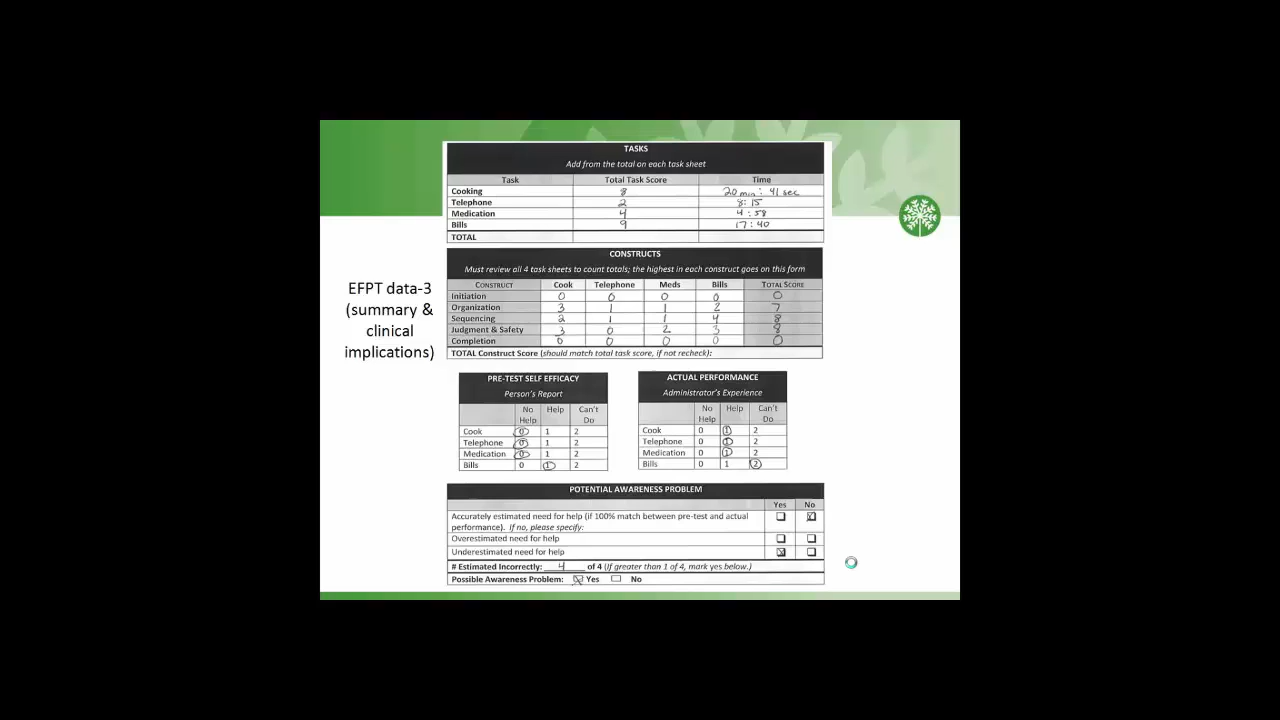 EFPT data-3
(summary &
clinical
implications)
TASKS
Add from the total on each task sheet
Task Total Task Score Time
Cooking 8 20 min : 41 sec
Telephone 2 8:15
Medication 4 4:58
Bills 9 17:40
TOTAL
CONSTRUCTS
Must review all 4 task sheets to count totals; the highest in each construct goes on this form
CONSTRUCT Cook Telephone Meds Bills TOTAL SCORE
Initiation 0 0 0 0 0
Organization 3 1 1 2 7
Sequencing 2 1 1 4 8
Judgment & Safety 3 0 2 3 8
Completion 0 0 0 0 0
TOTAL Construct Score (should match total task score, if not recheck):
PRE-TEST SELF EFFICACY
Person's Report
No Help Help Can't Do
Cook 0 1 2
Telephone 0 1 2
Medication 0 1 2
Bills 0 1 2
ACTUAL PERFORMANCE
Administrator's Experience
No Help Help Can't Do
Cook 0 1 2
Telephone 0 1 2
Medication 0 1 2
Bills 0 1 2
POTENTIAL AWARENESS PROBLEM
Yes No
Accurately estimated need for help (if 100% match between pre-test and actual
performance). If no, please specify:
Overestimated need for help
Underestimated need for help
# Estimated Incorrectly: 4 of 4 (If greater than 1 of 4, mark yes below.)
Possible Awareness Problem: Yes No